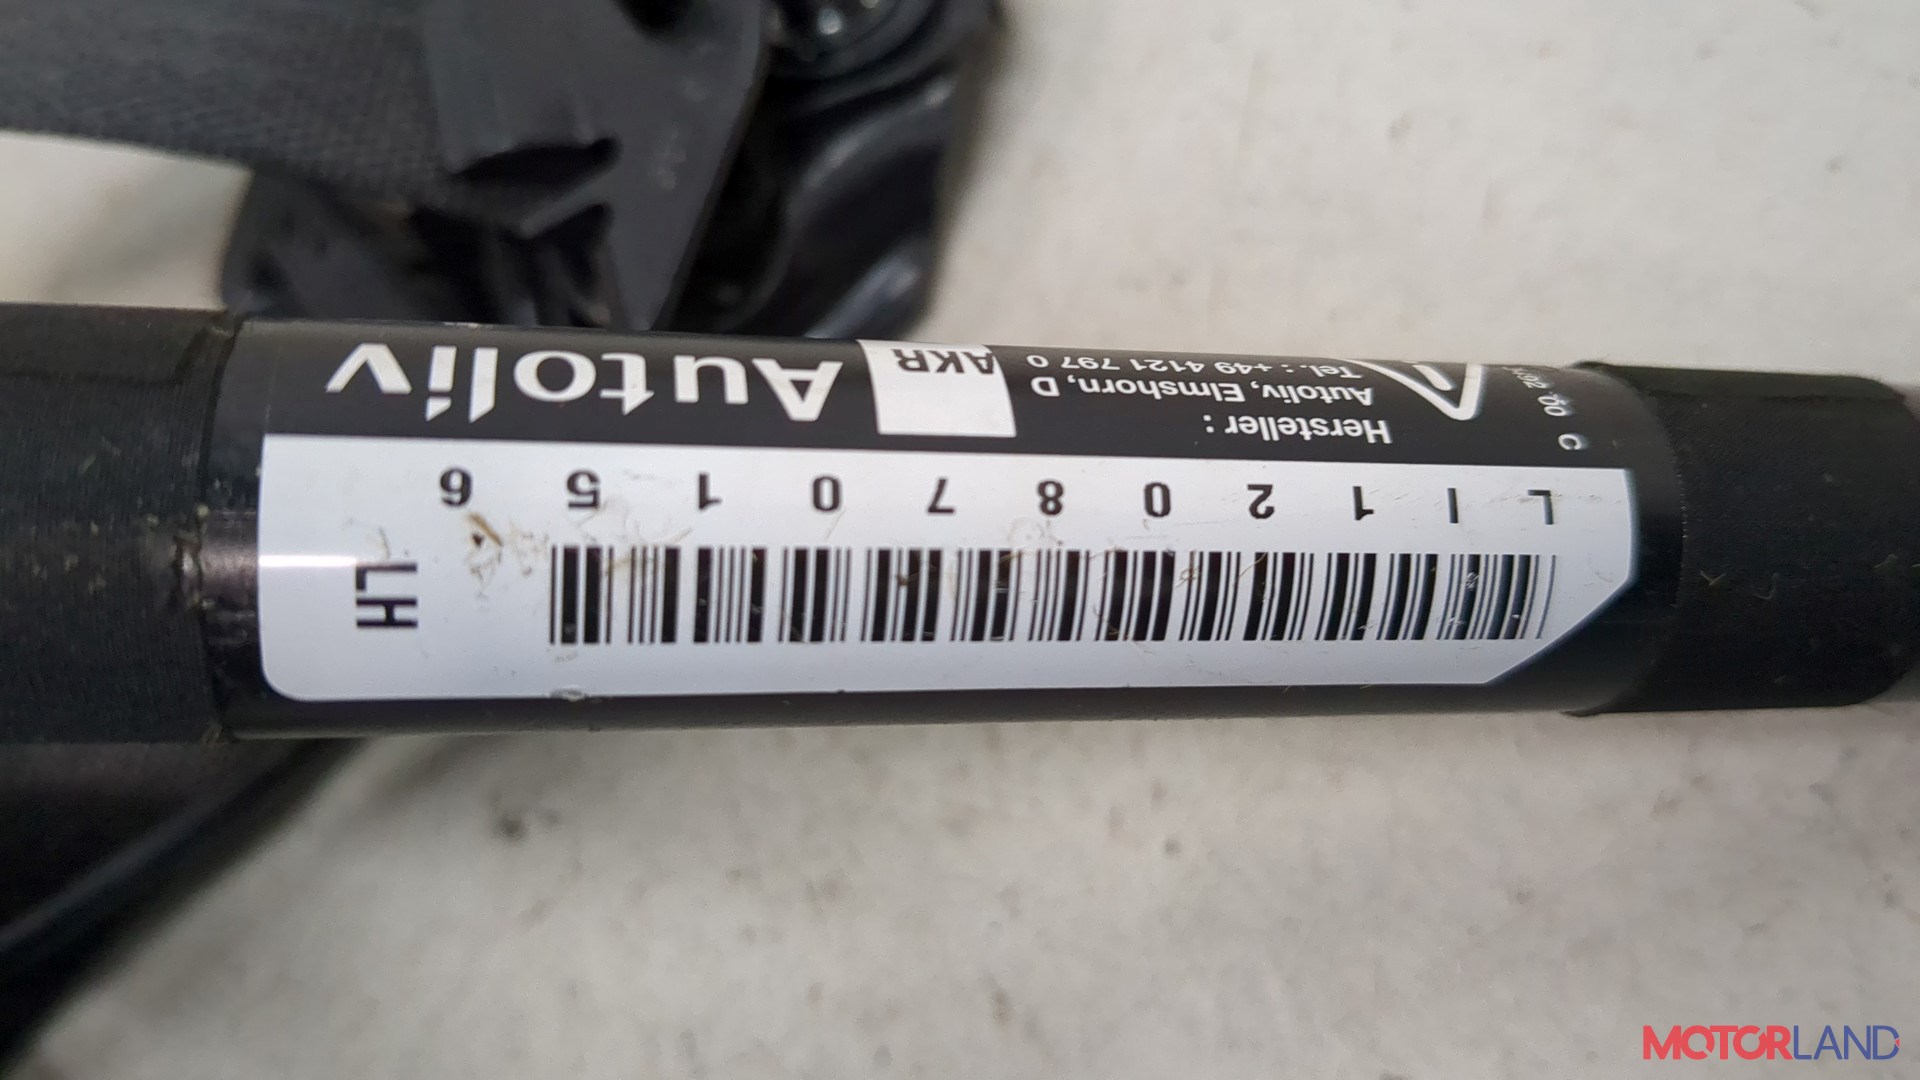 LH
L I 1 2 0 8 7 0 1 5 6
C
Hersteller :
Autoliv, Elmshorn, D
Tel. : +49 4121 797 0
AKR
Autoliv
MOTORLAND